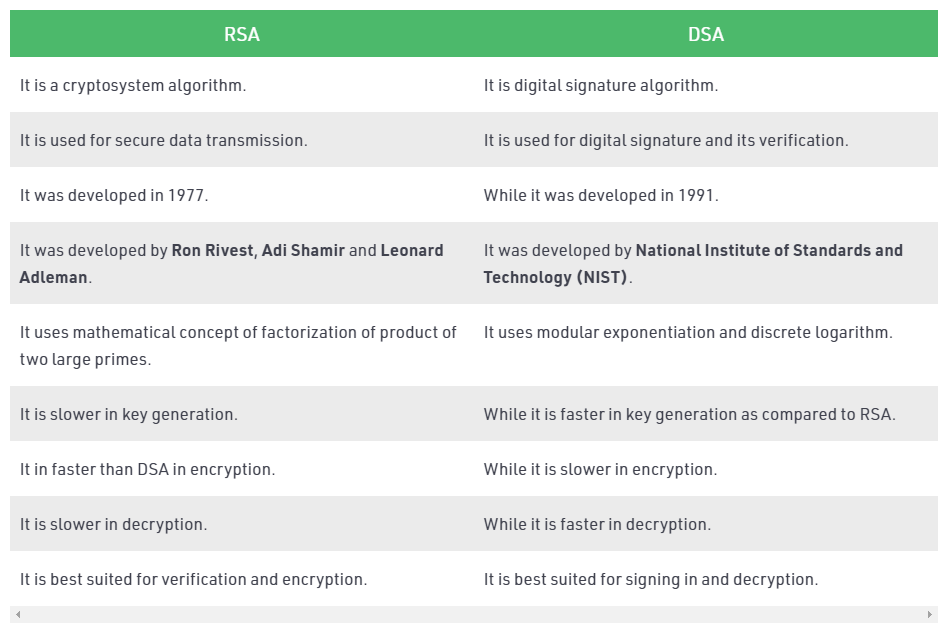 RSA DSA
It is a cryptosystem algorithm. It is digital signature algorithm.
It is used for secure data transmission. It is used for digital signature and its verification.
It was developed in 1977. While it was developed in 1991.
It was developed by Ron Rivest, Adi Shamir and Leonard
Adleman.
It was developed by National Institute of Standards and
Technology (NIST).
It uses mathematical concept of factorization of product of
two large primes.
It uses modular exponentiation and discrete logarithm.
It is slower in key generation. While it is faster in key generation as compared to RSA.
It in faster than DSA in encryption. While it is slower in encryption.
It is slower in decryption. While it is faster in decryption.
It is best suited for verification and encryption. It is best suited for signing in and decryption.